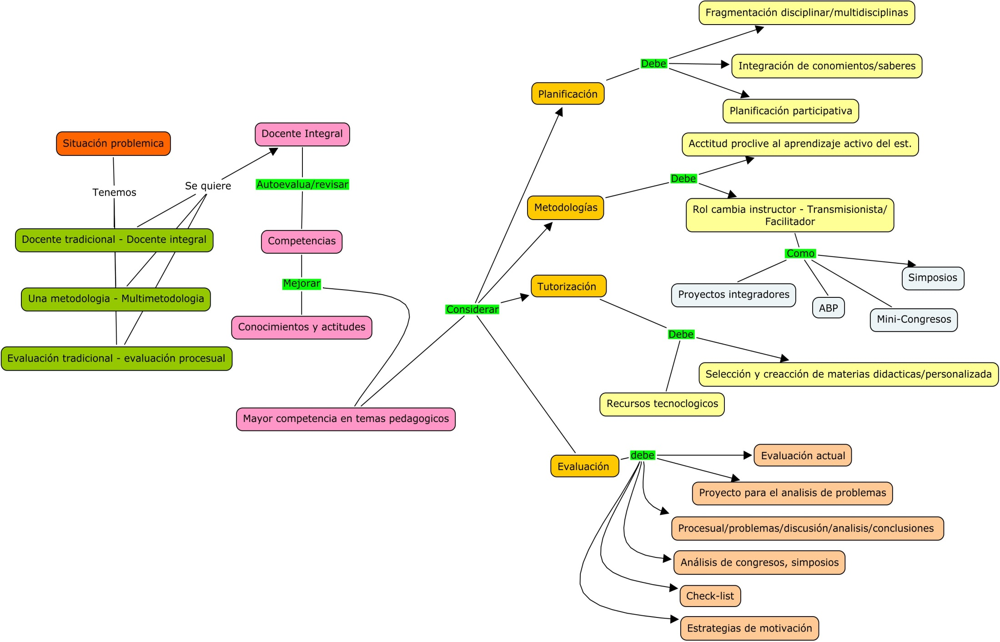 Situación problemica
Tenemos
Docente tradicional - Docente integral
Una metodologia - Multimetodologia
Evaluación tradicional - evaluación procesual
Se quiere
Docente Integral
Autoevalua/revisar
Competencias
Mejorar
Conocimientos y actitudes
Mayor competencia en temas pedagogicos
Considerar
Planificación
Debe
Fragmentación disciplinar/multidisciplinas
Integración de conomientos/saberes
Planificación participativa
Metodologías
Debe
Acctitud proclive al aprendizaje activo del est.
Rol cambia instructor - Transmisionista/
Facilitador
Como
Proyectos integradores
ABP
Mini-Congresos
Simposios
Tutorización
Debe
Selección y creacción de materias didacticas/personalizada
Recursos tecnoclogicos
Evaluación
debe
Evaluación actual
Proyecto para el analisis de problemas
Procesual/problemas/discusión/analisis/conclusiones
Análisis de congresos, simposios
Check-list
Estrategias de motivación